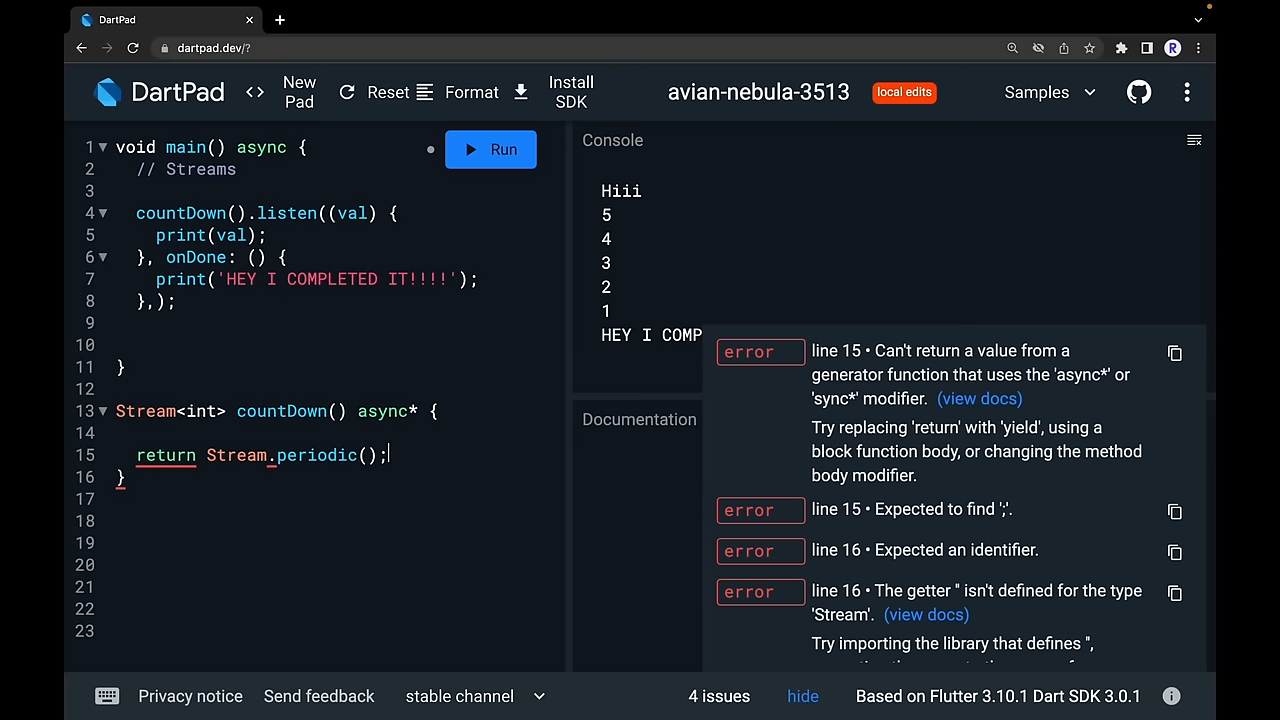 DartPad
dartpad.dev/?
R
DartPad
<>
New
Pad
Reset
Format
Install
SDK
avian-nebula-3513
local edits
Samples
1 void main() async {
2 // Streams
3
4 countDown().listen((val) {
5 print(val);
6 }, onDone: () {
7 print('HEY I COMPLETED IT!!!!');
8 },);
9
10
11 }
12
13 Stream<int> countDown() async* {
14
15 return Stream.periodic();
16 }
17
18
19
20
21
22
23
Run
Console
Hiii
5
4
3
2
1
HEY I COMP
Documentation
error line 15 • Can't return a value from a
generator function that uses the 'async*' or
'sync*' modifier. (view docs)
Try replacing 'return' with 'yield', using a
block function body, or changing the method
body modifier.
error line 15 • Expected to find ';'.
error line 16 • Expected an identifier.
error line 16 • The getter '' isn't defined for the type
'Stream'. (view docs)
Try importing the library that defines '',
Privacy notice
Send feedback
stable channel
4 issues
hide
Based on Flutter 3.10.1 Dart SDK 3.0.1